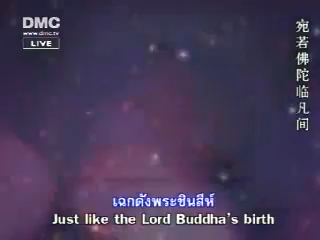 DMC
www.dmc.tv
LIVE
宛若佛陀临凡间
เฉกดังพระชินสีห์
Just like the Lord Buddha's birth